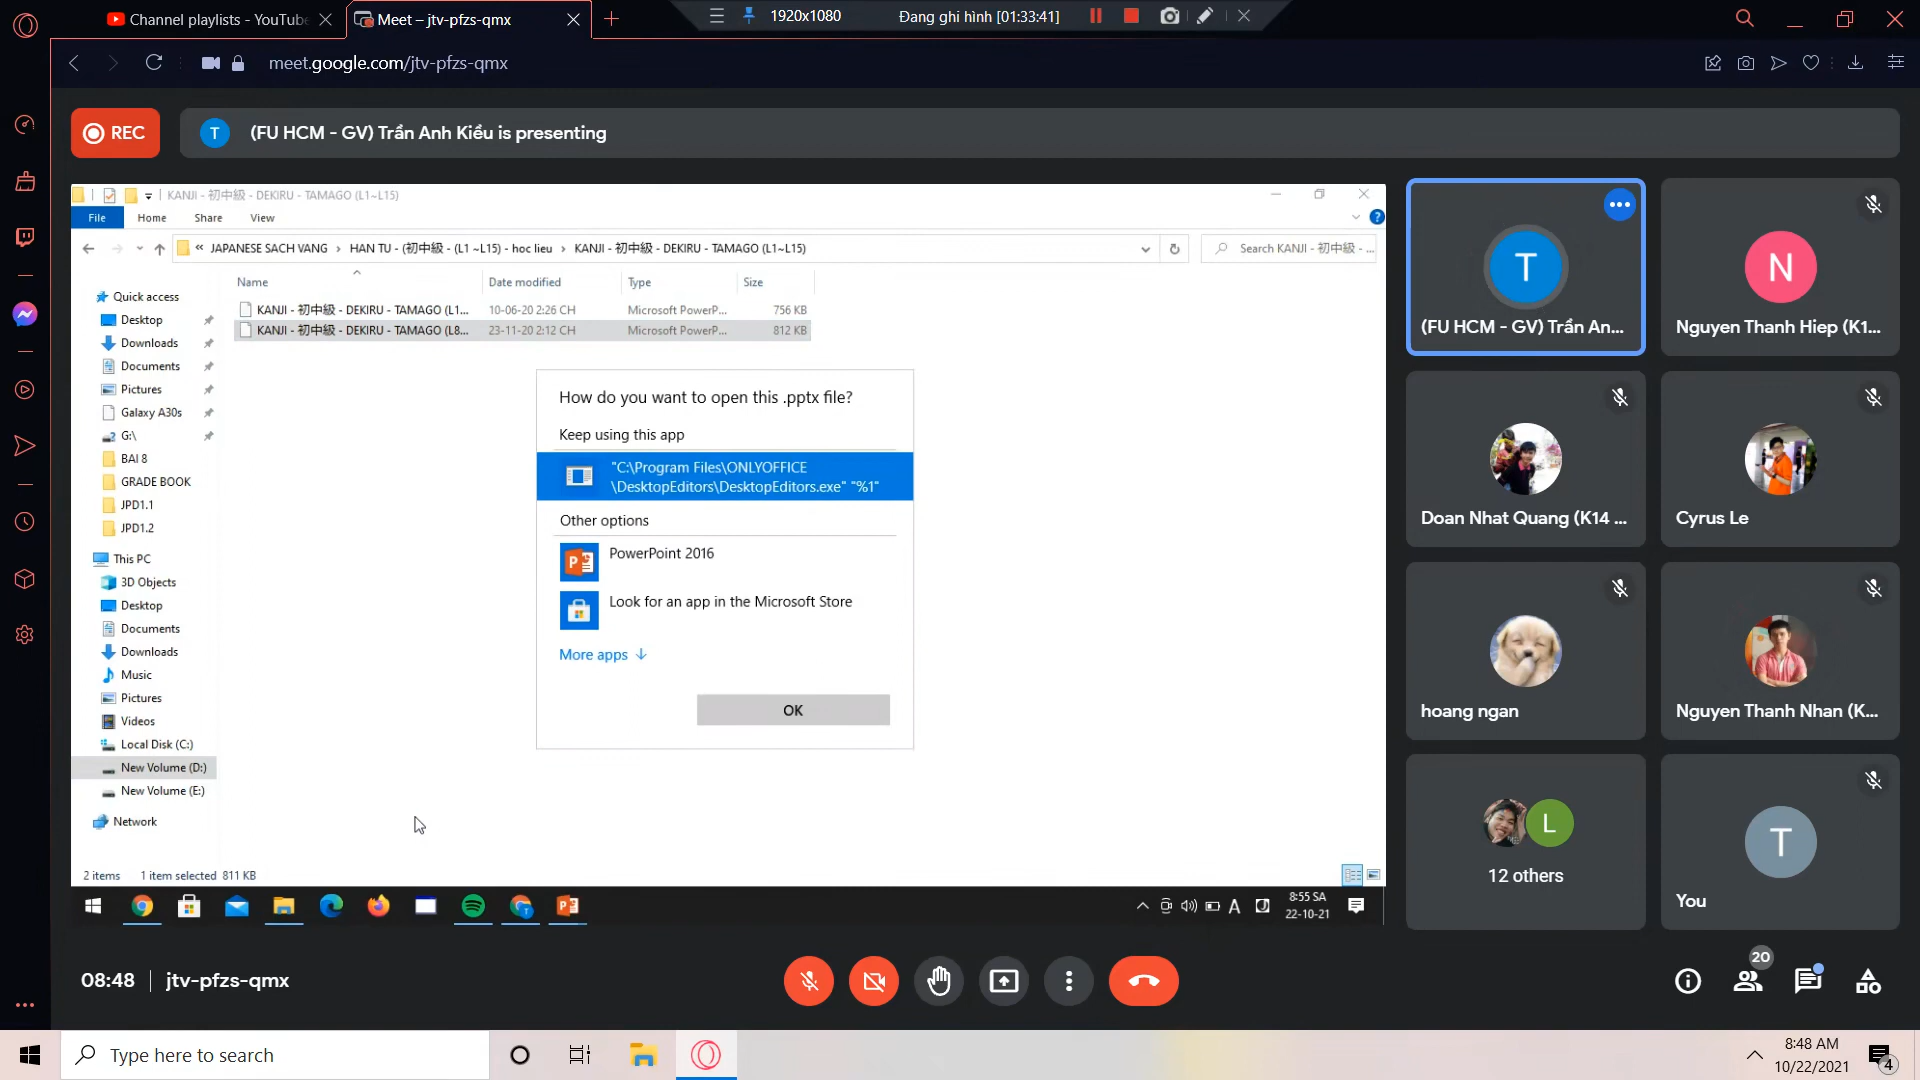 Channel playlists - YouTube
Meet – jtv-pfzs-qmx
1920x1080
Đang ghi hình [01:33:41]
meet.google.com/jtv-pfzs-qmx
REC
T
(FU HCM - GV) Trần Anh Kiều is presenting
KANJI - 初中級 - DEKIRU - TAMAGO (L1~L15)
File
Home
Share
View
« JAPANESE SACH VANG › HAN TU - (初中級 - (L1 ~L15) - hoc lieu › KANJI - 初中級 - DEKIRU - TAMAGO (L1~L15)
Search KANJI - 初中級 - ...
Name
Date modified
Type
Size
KANJI - 初中級 - DEKIRU - TAMAGO (L1...
10-06-20 2:26 CH
Microsoft PowerP...
756 KB
KANJI - 初中級 - DEKIRU - TAMAGO (L8...
23-11-20 2:12 CH
Microsoft PowerP...
812 KB
Quick access
Desktop
Downloads
Documents
Pictures
Galaxy A30s
G:\
BAI 8
GRADE BOOK
JPD1.1
JPD1.2
This PC
3D Objects
Desktop
Documents
Downloads
Music
Pictures
Videos
Local Disk (C:)
New Volume (D:)
New Volume (E:)
Network
How do you want to open this .pptx file?
Keep using this app
"C:\Program Files\ONLYOFFICE
\DesktopEditors\DesktopEditors.exe" "%1"
Other options
PowerPoint 2016
Look for an app in the Microsoft Store
More apps
OK
2 items
1 item selected 811 KB
A
8:55 SA
22-10-21
T
(FU HCM - GV) Trần An...
N
Nguyen Thanh Hiep (K1...
Doan Nhat Quang (K14 ...
Cyrus Le
hoang ngan
Nguyen Thanh Nhan (K...
L
12 others
T
You
08:48
jtv-pfzs-qmx
20
Type here to search
8:48 AM
10/22/2021
4